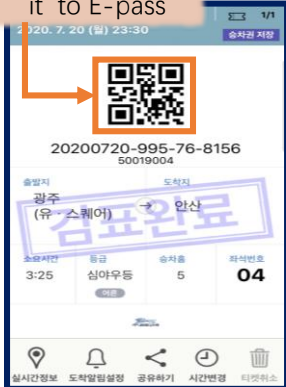 it to E-pass
1/1
2020. 7. 20 (월) 23:30
승차권 저장
20200720-995-76-8156
50019004
출발지
도착지
광주
(유·스퀘어)
→
안산
검표완료
소요시간
등급
승차홈
좌석번호
3:25
심야우등
5
04
어른
실시간정보
도착알림설정
공유하기
시간변경
티켓취소